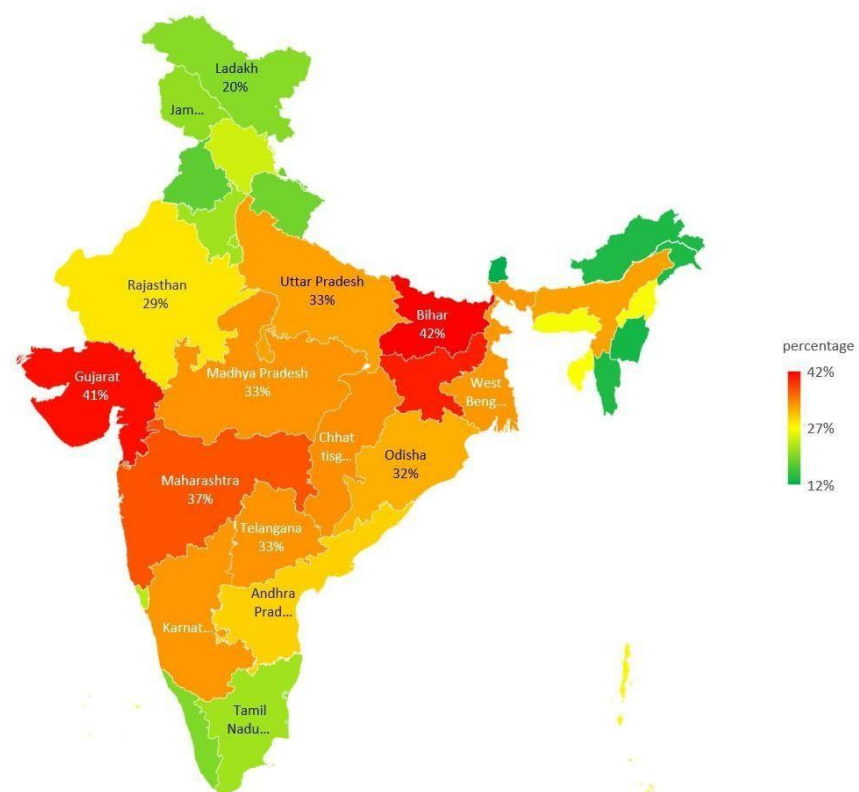 Ladakh
20%
Jam...
Rajasthan
29%
Uttar Pradesh
33%
Bihar
42%
Gujarat
41%
Madhya Pradesh
33%
West
Beng...
Chhat
tisg...
Odisha
32%
Maharashtra
37%
Telangana
33%
Andhra
Prad...
Karnat
...
Tamil
Nadu...
percentage
42%
27%
12%